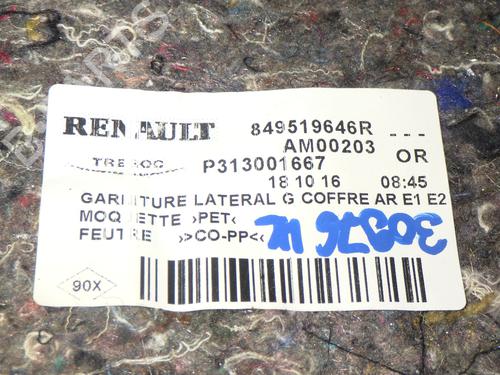 RENAULT 849519646R - - -
AM00203
TREBOC P313001667 OR
18 10 16 08:45
GARNITURE LATERAL G COFFRE AR E1 E2
MOQUETTE ›PET‹
FEUTRE ›>CO-PP<‹
90X